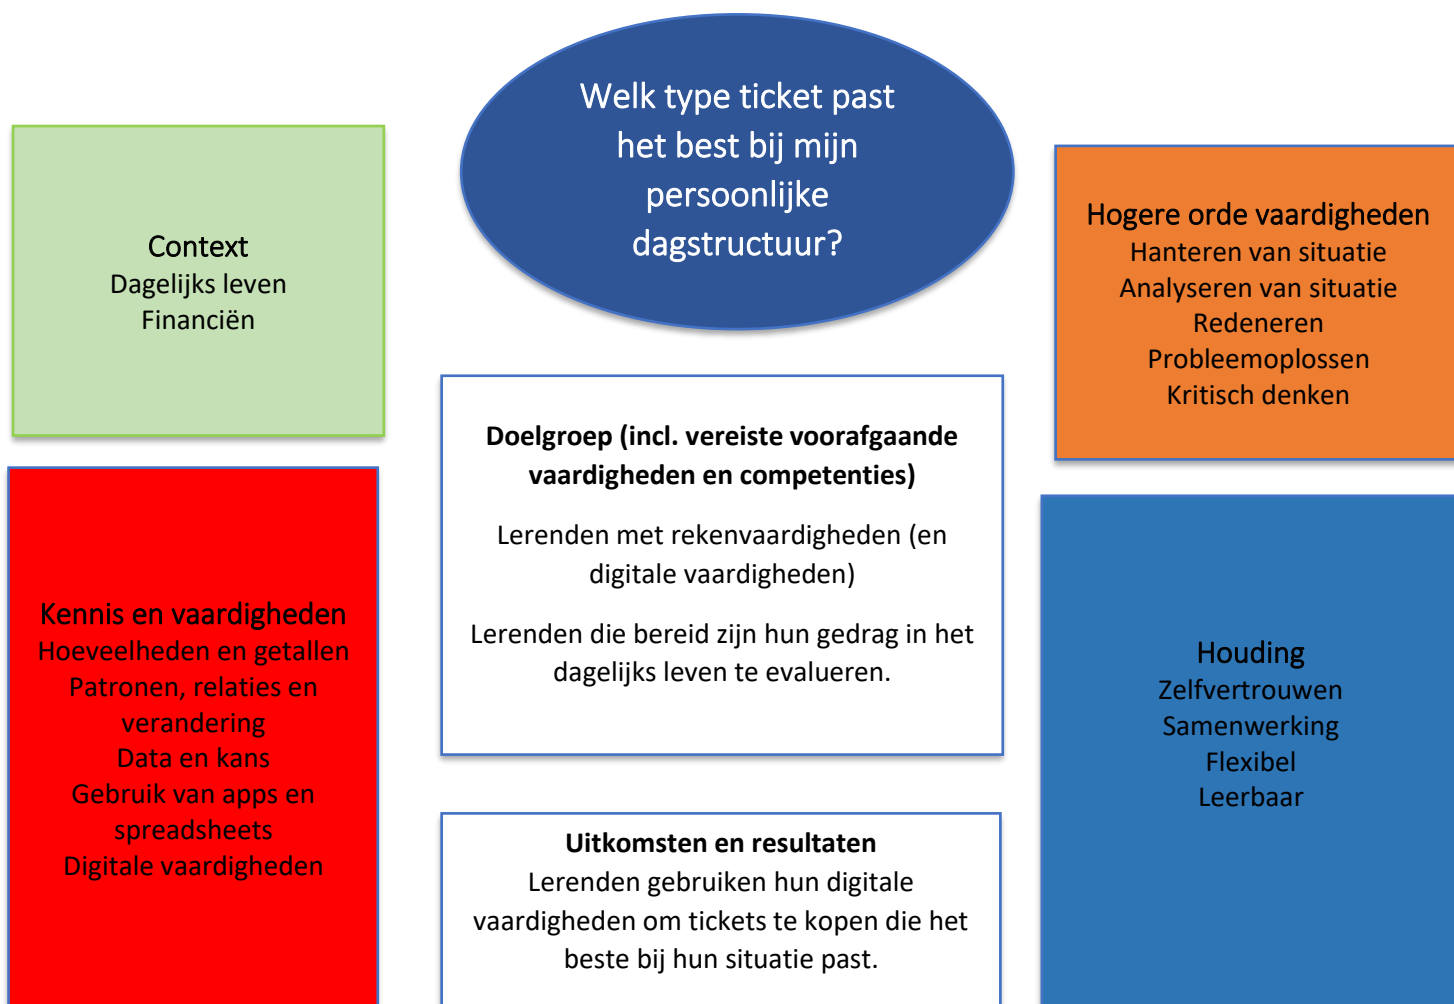 Welk type ticket past
het best bij mijn
persoonlijke
dagstructuur?
Context
Dagelijks leven
Financiën
Hogere orde vaardigheden
Hanteren van situatie
Analyseren van situatie
Redeneren
Probleemoplossen
Kritisch denken
Doelgroep (incl. vereiste voorafgaande
vaardigheden en competenties)
Lerenden met rekenvaardigheden (en
digitale vaardigheden)
Lerenden die bereid zijn hun gedrag in het
dagelijks leven te evalueren.
Kennis en vaardigheden
Hoeveelheden en getallen
Patronen, relaties en
verandering
Data en kans
Gebruik van apps en
spreadsheets
Digitale vaardigheden
Houding
Zelfvertrouwen
Samenwerking
Flexibel
Leerbaar
Uitkomsten en resultaten
Lerenden gebruiken hun digitale
vaardigheden om tickets te kopen die het
beste bij hun situatie past.